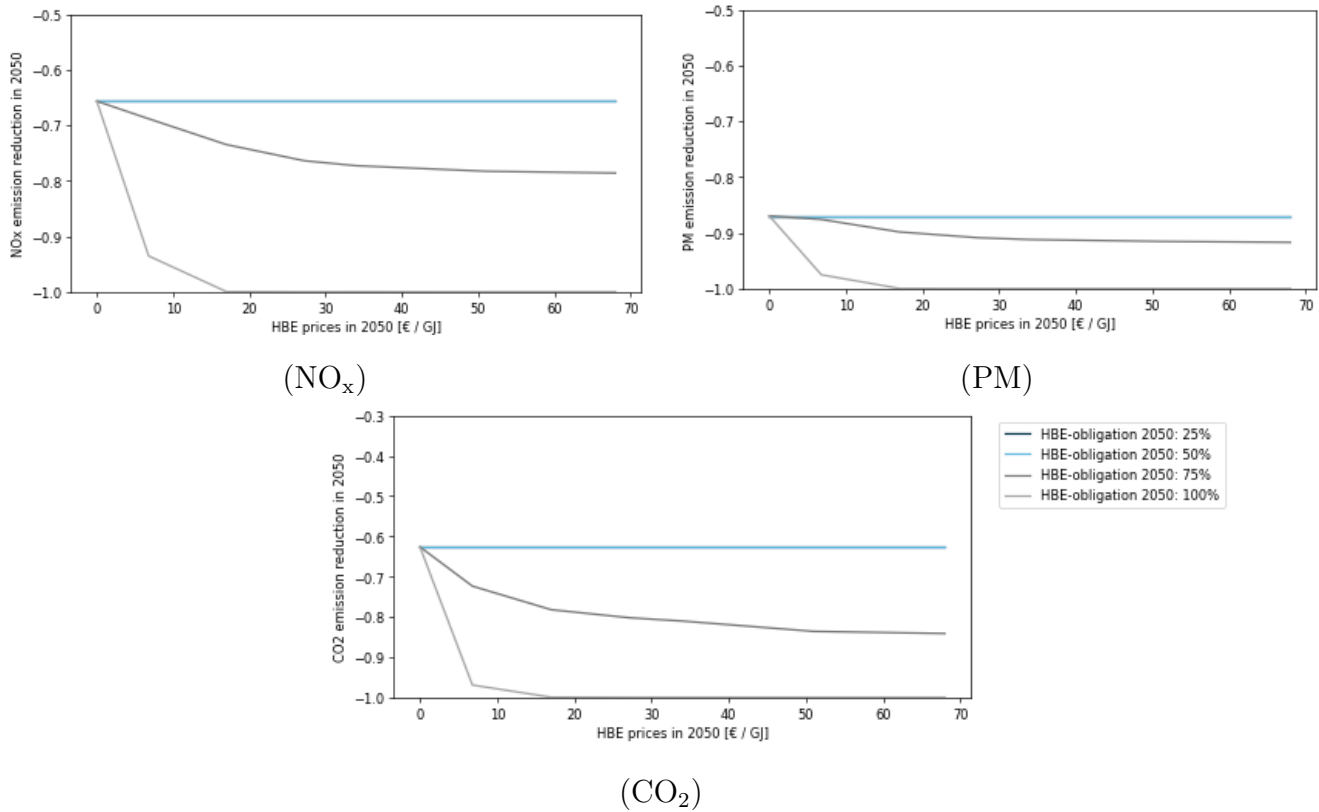 −0.5
−0.6
−0.7
−0.8
−0.9
−1.0
NOx emission reduction in 2050
0 10 20 30 40 50 60 70
HBE prices in 2050 [€ / GJ]
(NOx)
−0.5
−0.6
−0.7
−0.8
−0.9
−1.0
PM emission reduction in 2050
0 10 20 30 40 50 60 70
HBE prices in 2050 [€ / GJ]
(PM)
−0.3
−0.4
−0.5
−0.6
−0.7
−0.8
−0.9
−1.0
CO2 emission reduction in 2050
0 10 20 30 40 50 60 70
HBE prices in 2050 [€ / GJ]
HBE-obligation 2050: 25%
HBE-obligation 2050: 50%
HBE-obligation 2050: 75%
HBE-obligation 2050: 100%
(CO2)